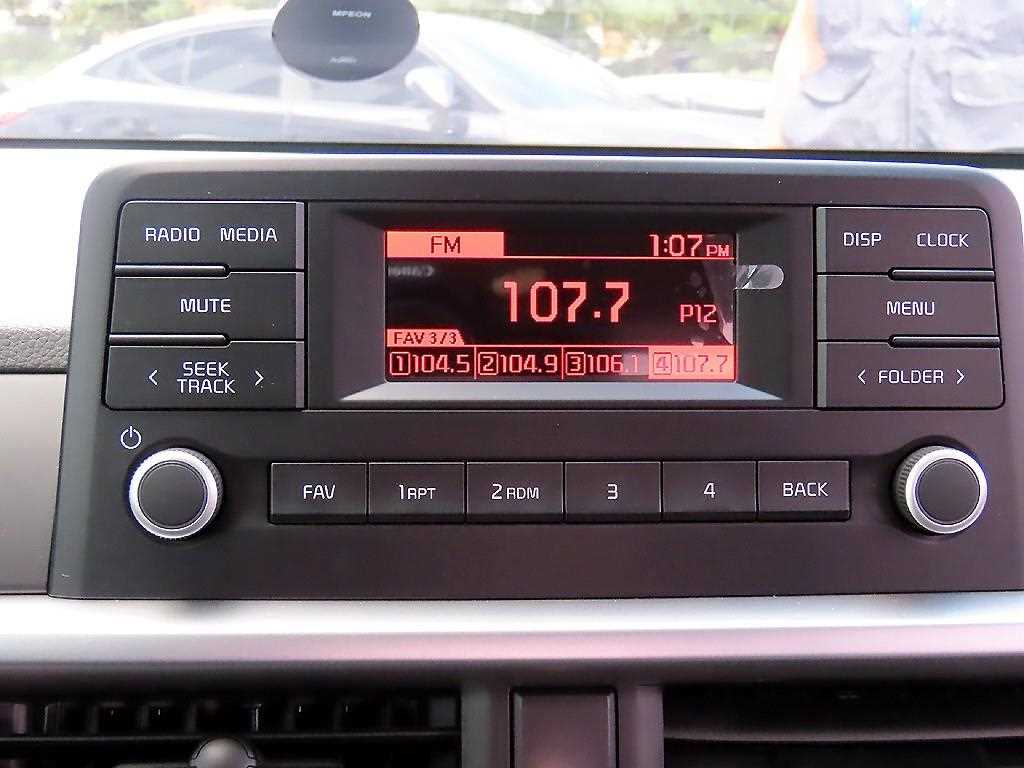 MPEON
RADIO MEDIA
MUTE
< SEEK TRACK >
FM 1:07 PM
107.7 P12
FAV 3/3
1 104.5 2 104.9 3 106.1 4 107.7
DISP CLOCK
MENU
< FOLDER >
FAV 1 RPT 2 RDM 3 4 BACK